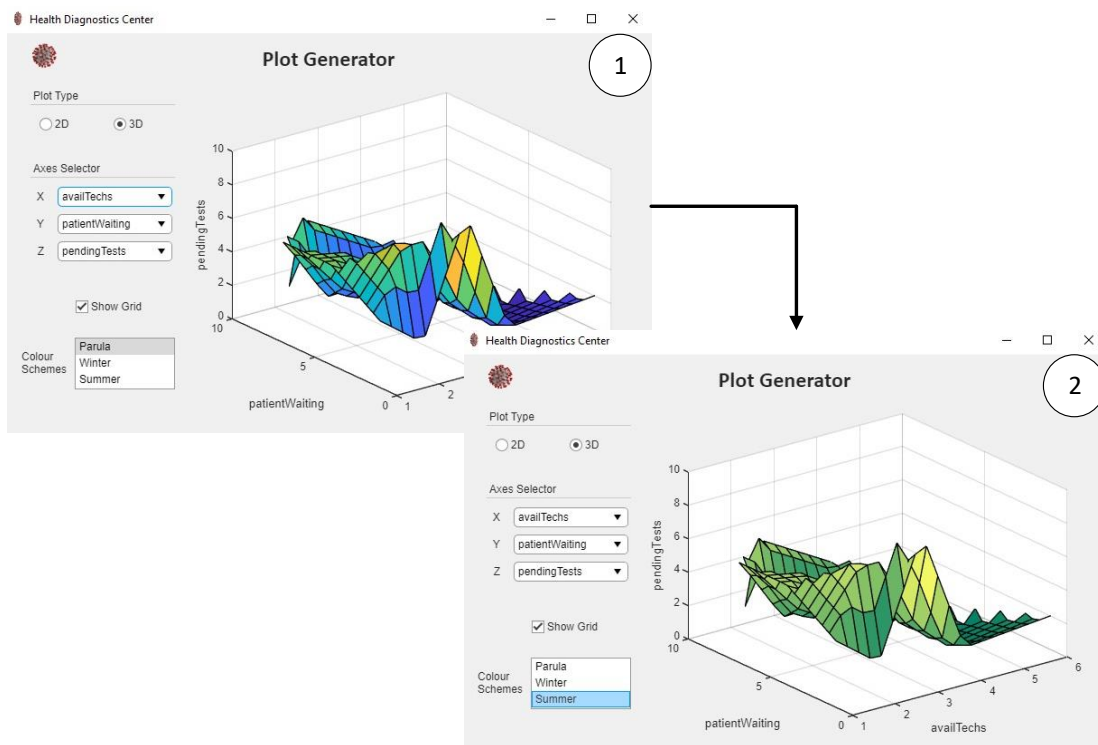 Health Diagnostics Center
Plot Generator
1
Plot Type
2D 3D
Axes Selector
X availTechs
Y patientWaiting
Z pendingTests
Show Grid
Colour Schemes
Parula
Winter
Summer
pendingTests
10
8
6
4
2
0
10
5
0
patientWaiting
1
2
Health Diagnostics Center
Plot Generator
2
Plot Type
2D 3D
Axes Selector
X availTechs
Y patientWaiting
Z pendingTests
Show Grid
Colour Schemes
Parula
Winter
Summer
pendingTests
10
8
6
4
2
0
10
5
0
patientWaiting
1
2
3
4
5
6
availTechs